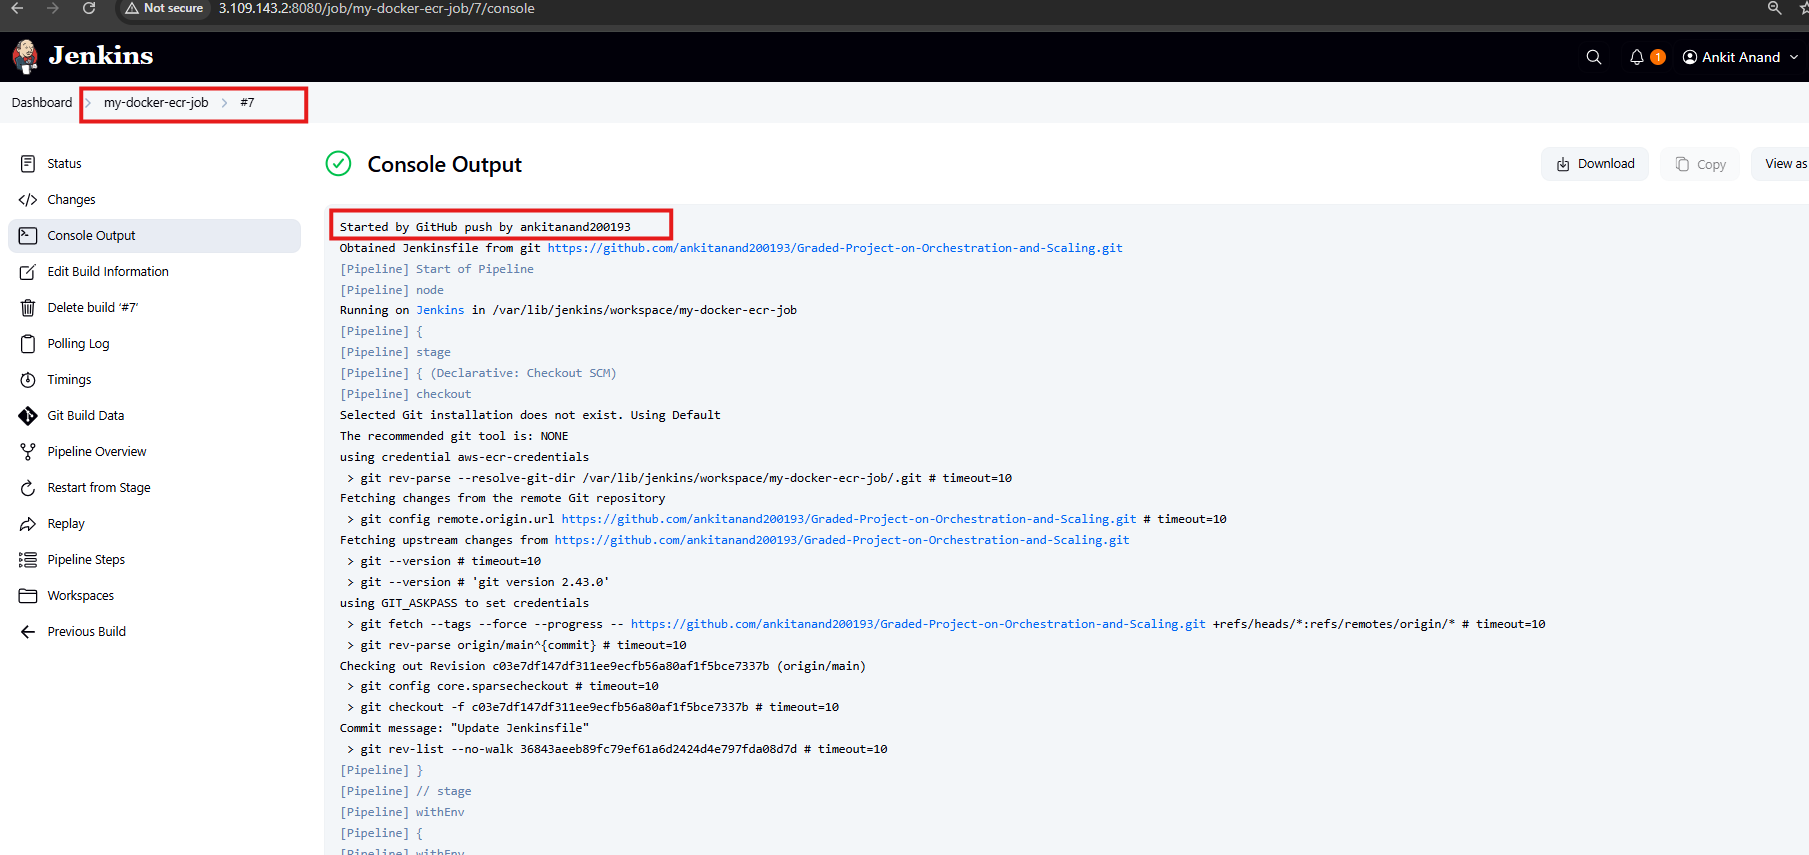 Not secure 3.109.143.2:8080/job/my-docker-ecr-job/7/console
Jenkins
1
Ankit Anand
Dashboard > my-docker-ecr-job > #7
Status
Changes
Console Output
Edit Build Information
Delete build ‘#7’
Polling Log
Timings
Git Build Data
Pipeline Overview
Restart from Stage
Replay
Pipeline Steps
Workspaces
Previous Build
Console Output
Download
Copy
View as
Started by GitHub push by ankitanand200193
Obtained Jenkinsfile from git https://github.com/ankitanand200193/Graded-Project-on-Orchestration-and-Scaling.git
[Pipeline] Start of Pipeline
[Pipeline] node
Running on Jenkins in /var/lib/jenkins/workspace/my-docker-ecr-job
[Pipeline] {
[Pipeline] stage
[Pipeline] { (Declarative: Checkout SCM)
[Pipeline] checkout
Selected Git installation does not exist. Using Default
The recommended git tool is: NONE
using credential aws-ecr-credentials
> git rev-parse --resolve-git-dir /var/lib/jenkins/workspace/my-docker-ecr-job/.git # timeout=10
Fetching changes from the remote Git repository
> git config remote.origin.url https://github.com/ankitanand200193/Graded-Project-on-Orchestration-and-Scaling.git # timeout=10
Fetching upstream changes from https://github.com/ankitanand200193/Graded-Project-on-Orchestration-and-Scaling.git
> git --version # timeout=10
> git --version # 'git version 2.43.0'
using GIT_ASKPASS to set credentials
> git fetch --tags --force --progress -- https://github.com/ankitanand200193/Graded-Project-on-Orchestration-and-Scaling.git +refs/heads/*:refs/remotes/origin/* # timeout=10
> git rev-parse origin/main^{commit} # timeout=10
Checking out Revision c03e7df147df311ee9ecfb56a80af1f5bce7337b (origin/main)
> git config core.sparsecheckout # timeout=10
> git checkout -f c03e7df147df311ee9ecfb56a80af1f5bce7337b # timeout=10
Commit message: "Update Jenkinsfile"
> git rev-list --no-walk 36843aeeb89fc79ef61a6d2424d4e797fda08d7d # timeout=10
[Pipeline] }
[Pipeline] // stage
[Pipeline] withEnv
[Pipeline] {
[Pipeline] withEnv